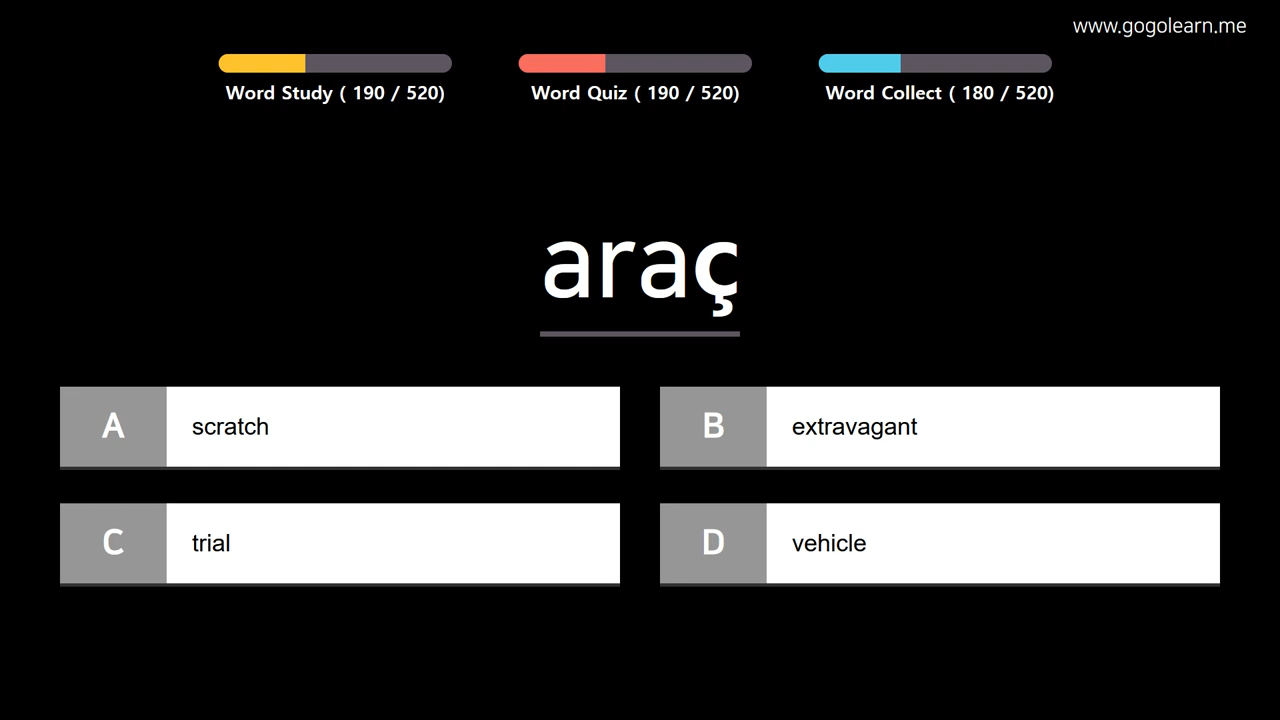 www.gogolearn.me
Word Study ( 190 / 520)
Word Quiz ( 190 / 520)
Word Collect ( 180 / 520)
araç
A scratch
B extravagant
C trial
D vehicle